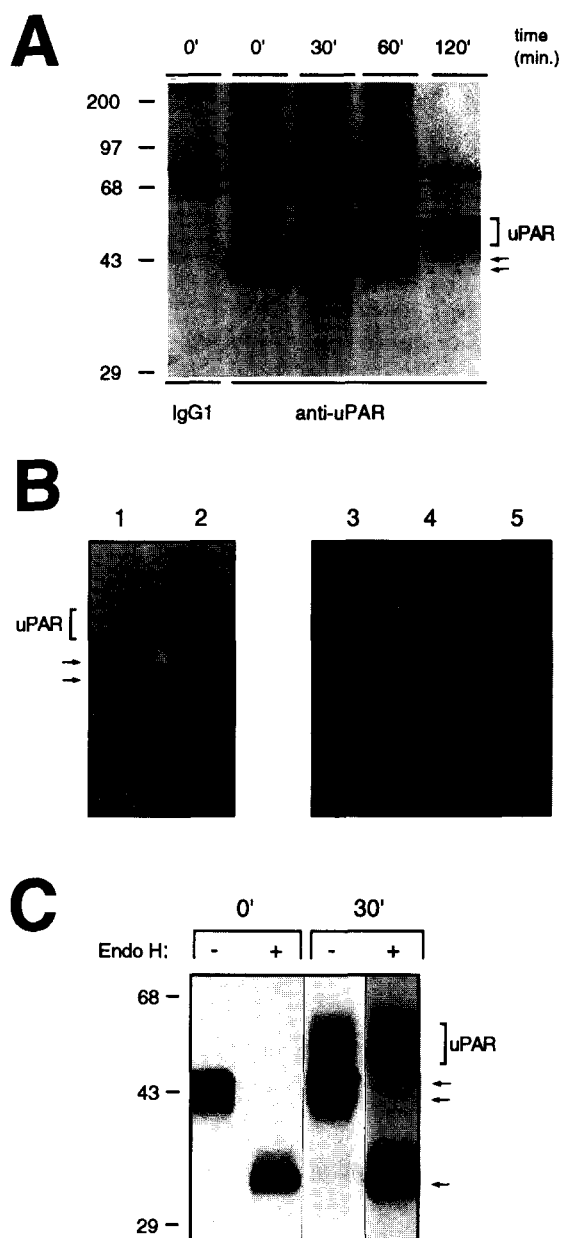 A
0' 0' 30' 60' 120' time (min.)
200
97
68
uPAR
43
29
IgG1 anti-uPAR
B
1 2 3 4 5
uPAR
C
0' 30'
Endo H: - + - +
68
uPAR
43
29